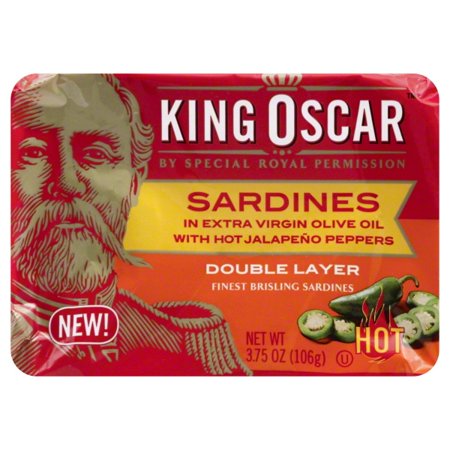 KING OSCAR
BY SPECIAL ROYAL PERMISSION
SARDINES
IN EXTRA VIRGIN OLIVE OIL
WITH HOT JALAPEÑO PEPPERS
DOUBLE LAYER
FINEST BRISLING SARDINES
NEW!
NET WT
3.75 OZ (106g)
U
HOT